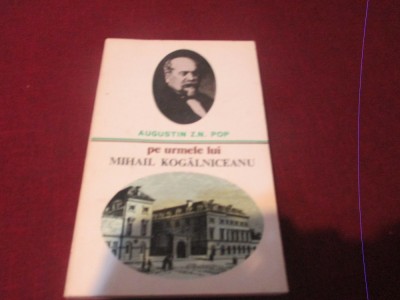 AUGUSTIN Z.N. POP
pe urmele lui
MIHAIL KOGĂLNICEANU